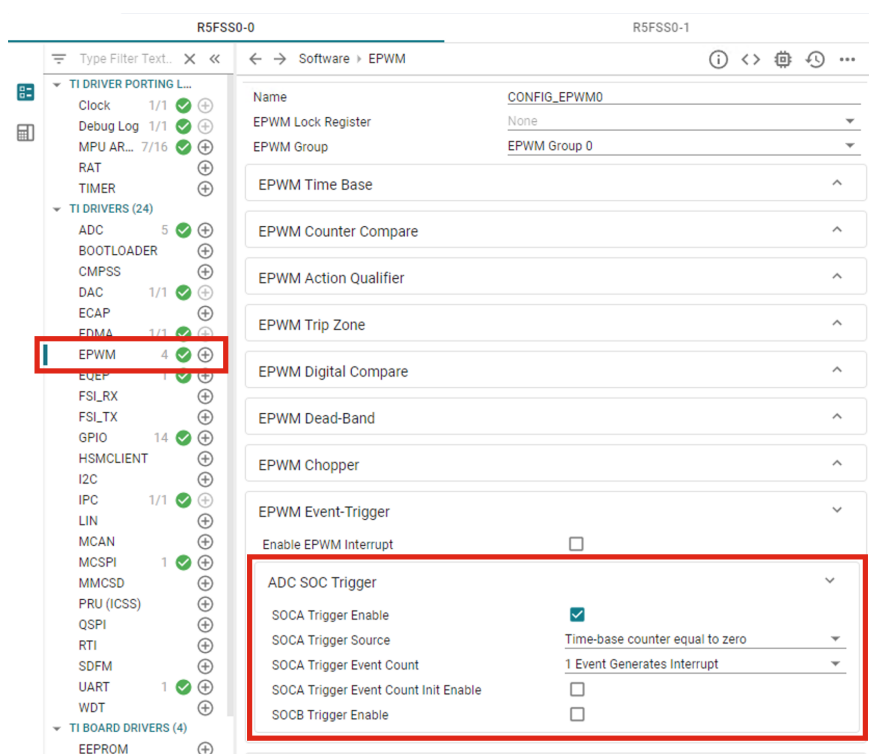 R5FSS0-0 R5FSS0-1
Type Filter Text..
Software EPWM
TI DRIVER PORTING L...
Clock 1/1
Debug Log 1/1
MPU AR... 7/16
RAT
TIMER
TI DRIVERS (24)
ADC 5
BOOTLOADER
CMPSS
DAC 1/1
ECAP
EDMA 1/1
EPWM 4
EQEP 1
FSI_RX
FSI_TX
GPIO 14
HSMCLIENT
I2C
IPC 1/1
LIN
MCAN
MCSPI 1
MMCSD
PRU (ICSS)
QSPI
RTI
SDFM
UART 1
WDT
TI BOARD DRIVERS (4)
EEPROM
Name CONFIG_EPWM0
EPWM Lock Register None
EPWM Group EPWM Group 0
EPWM Time Base
EPWM Counter Compare
EPWM Action Qualifier
EPWM Trip Zone
EPWM Digital Compare
EPWM Dead-Band
EPWM Chopper
EPWM Event-Trigger
Enable EPWM Interrupt
ADC SOC Trigger
SOCA Trigger Enable
SOCA Trigger Source Time-base counter equal to zero
SOCA Trigger Event Count 1 Event Generates Interrupt
SOCA Trigger Event Count Init Enable
SOCB Trigger Enable